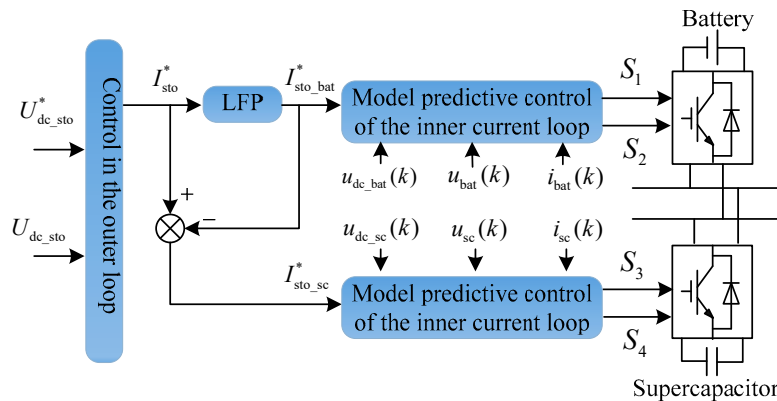 Battery
I*sto
I*sto_bat
S1
LFP
Model predictive control
of the inner current loop
U*dc_sto
S2
Control in the outer loop
udc_bat(k)
ubat(k)
ibat(k)
+
−
Udc_sto
udc_sc(k)
usc(k)
isc(k)
I*sto_sc
S3
Model predictive control
of the inner current loop
S4
Supercapacitor